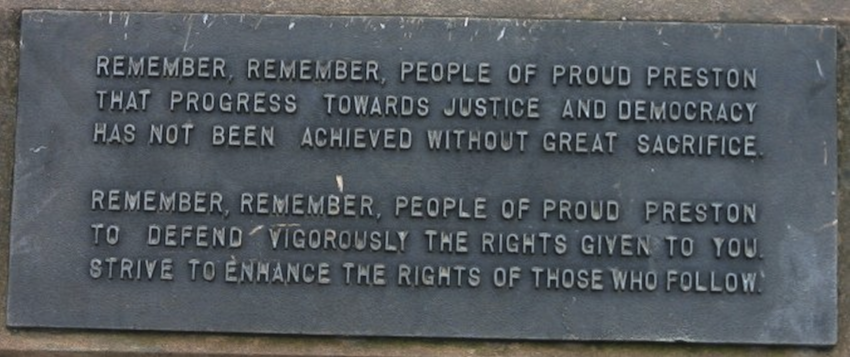 REMEMBER, REMEMBER, PEOPLE OF PROUD PRESTON
THAT PROGRESS TOWARDS JUSTICE AND DEMOCRACY
HAS NOT BEEN ACHIEVED WITHOUT GREAT SACRIFICE.
REMEMBER, REMEMBER, PEOPLE OF PROUD PRESTON
TO DEFEND VIGOROUSLY THE RIGHTS GIVEN TO YOU.
STRIVE TO ENHANCE THE RIGHTS OF THOSE WHO FOLLOW.